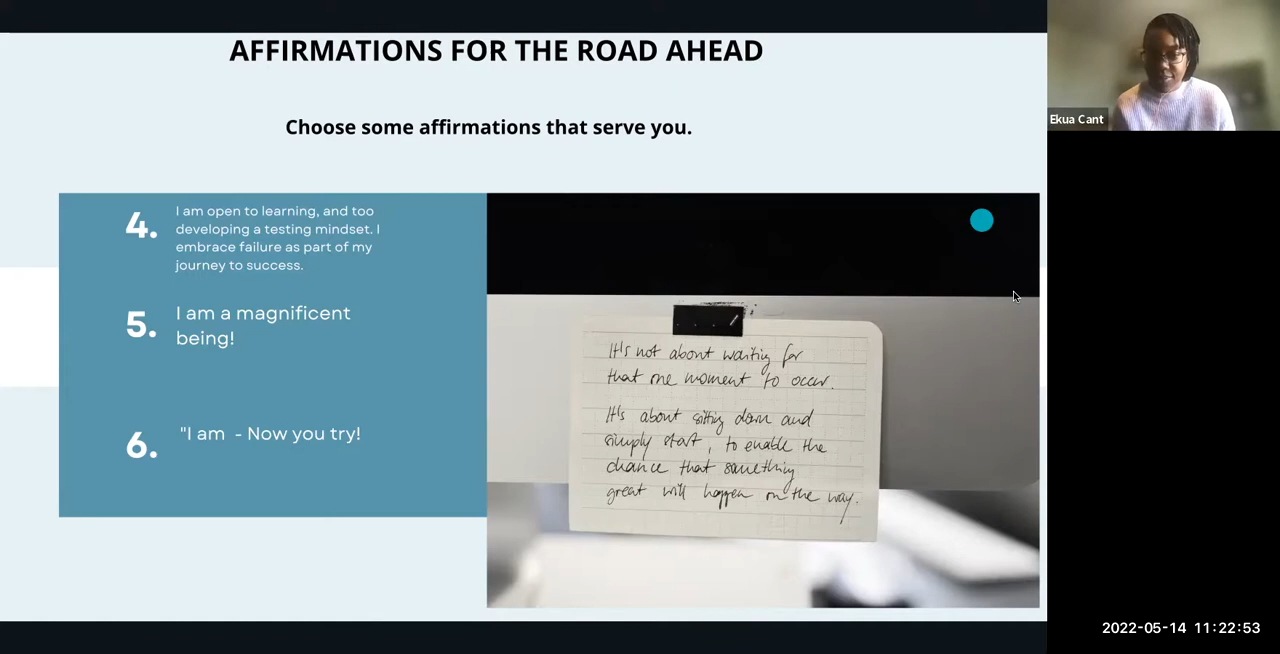 AFFIRMATIONS FOR THE ROAD AHEAD
Choose some affirmations that serve you.
4.
I am open to learning, and too
developing a testing mindset. I
embrace failure as part of my
journey to success.
5.
I am a magnificent
being!
6.
"I am  - Now you try!
It's not about waiting for
that one moment to occur.
It's about sitting down and
simply start, to enable the
chance that something
great will happen on the way.
Ekua Cant
2022-05-14 11:22:53